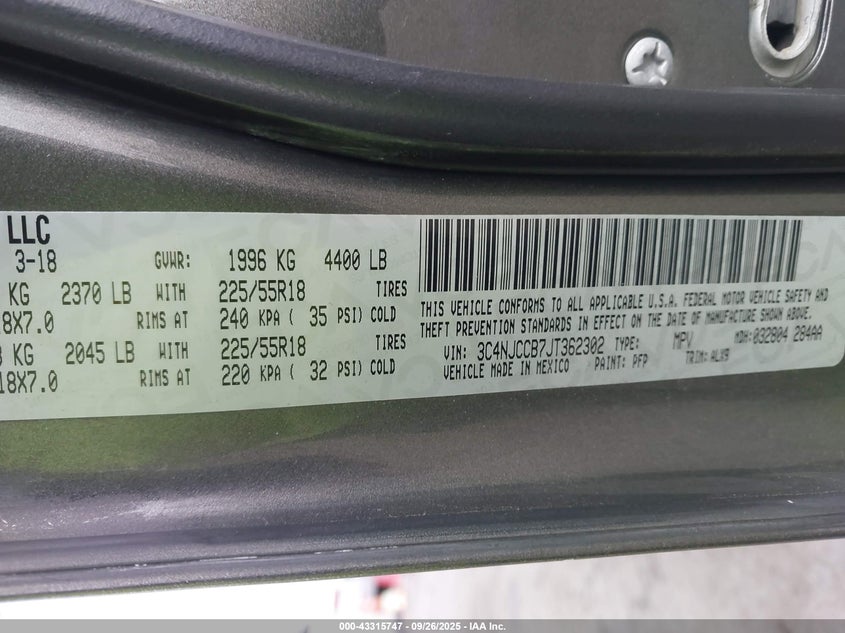 LLC
3-18 GVWR: 1996 KG 4400 LB
KG 2370 LB WITH 225/55R18 TIRES
18X7.0 RIMS AT 240 KPA ( 35 PSI) COLD
KG 2045 LB WITH 225/55R18 TIRES
18X7.0 RIMS AT 220 KPA ( 32 PSI) COLD
THIS VEHICLE CONFORMS TO ALL APPLICABLE U.S.A. FEDERAL MOTOR VEHICLE SAFETY AND
THEFT PREVENTION STANDARDS IN EFFECT ON THE DATE OF MANUFACTURE SHOWN ABOVE.
VIN: 3C4NJCCB7JT362302 TYPE: MPV MDH:032804 284AA
VEHICLE MADE IN MEXICO PAINT: PFP TRIM: ALX9
000-43315747 - 09/26/2025 - IAA Inc.